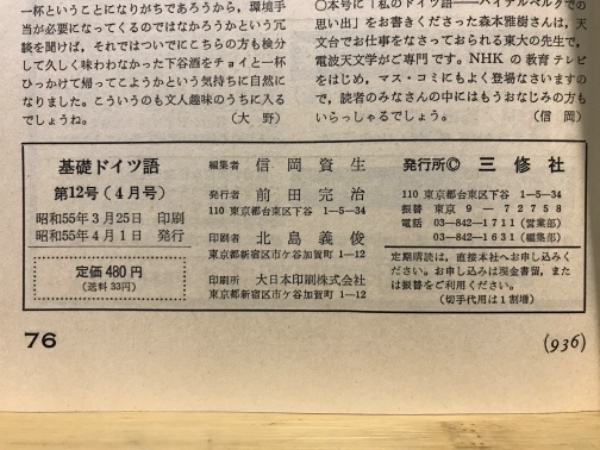 一杯ということになりがちであろうから，環境手
当が必要になってくるのではなかろうかという冗
談を聞けば，それではついでにこちらの方も検分
して久しく味わわなかった下谷酒をチョイと一杯
ひっかけて帰ってこようかという気持ちに自然に
なりました。こういうのも文人趣味のうちに入る
でしょうね。　（大野）
○本号に「私のドイツ語――ハイデルベルクでの
思い出」をお書きくださった森本雅樹さんは，天
文台でお仕事をなさっておられる東大の先生で，
電波天文学がご専門です。NHKの教育テレビ
をはじめ，マス・コミにもよく登場なさいますの
で，読者のみなさんの中にはもうおなじみの方も
いらっしゃるでしょう。　（信岡）
基礎ドイツ語
第12号（4月号）
昭和55年3月25日　印刷
昭和55年4月1日　発行
定価480円
（送料33円）
編集者　信岡資生
発行者　前田完治
110 東京都台東区下谷 1−5−34
印刷者　北島義俊
東京都新宿区市ケ谷加賀町 1−12
印刷所　大日本印刷株式会社
東京都新宿区市ケ谷加賀町 1−12
発行所©　三修社
110 東京都台東区下谷 1−5−34
振替　東京 9−72758
電話　03−842−1711（営業部）
03−842−1631（編集部）
定期購読は，直接本社へお申し込みく
ださい。お申し込みは現金書留，また
は振替をご利用ください。
（切手代用は1割増）
76
(936)